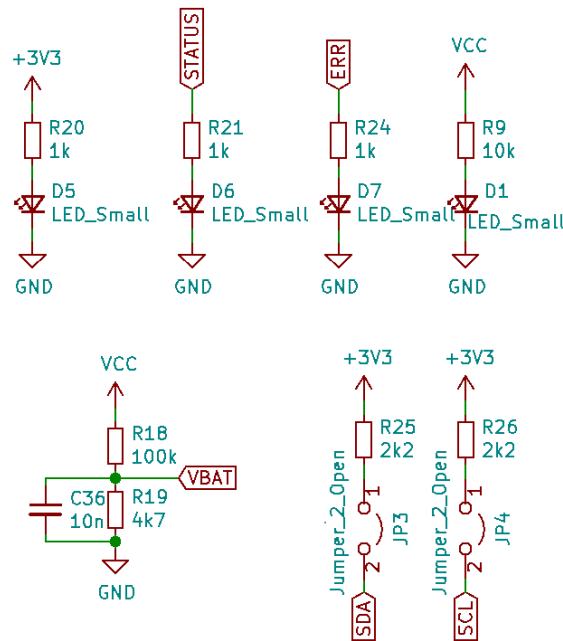 +3V3
R20
1k
D5
LED_Small
GND
STATUS
R21
1k
D6
LED_Small
GND
ERR
R24
1k
D7
LED_Small
GND
VCC
R9
10k
D1
LED_Small
GND
VCC
R18
100k
VBAT
C36
10n
R19
4k7
GND
+3V3
R25
2k2
Jumper_2_Open
1
JP3
2
SDA
+3V3
R26
2k2
Jumper_2_Open
1
JP4
2
SCL